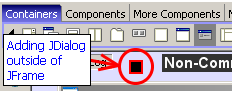 Containers Components More Components
Adding JDialog
outside of
JFrame
Non-Comm